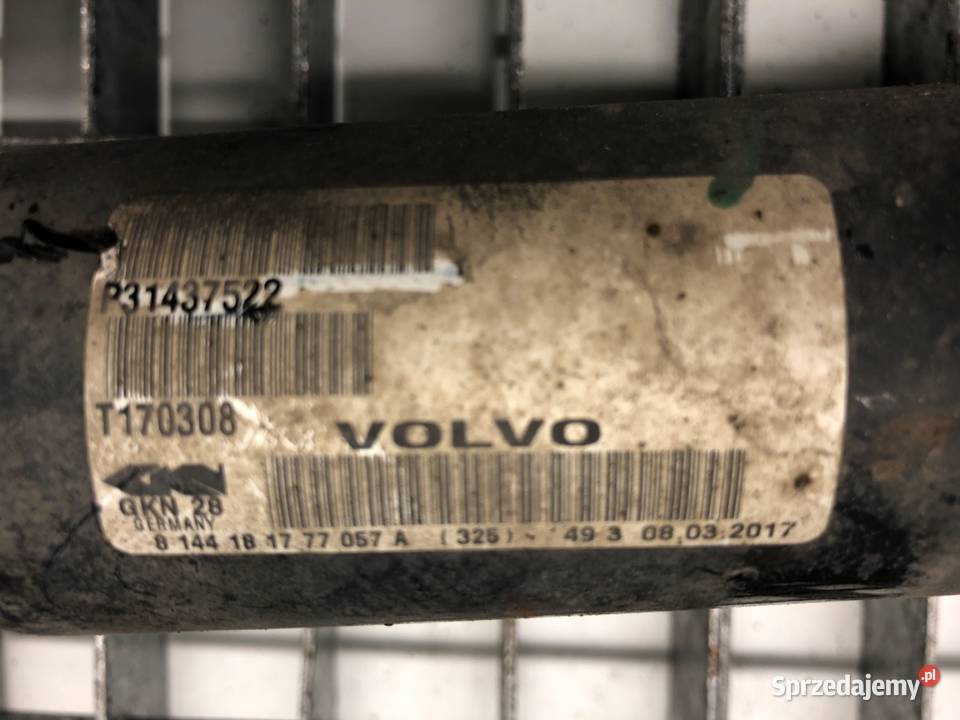 P31437522
T170308
VOLVO
GKN
GKN 28
GERMANY
8 144 18 17 77 057 A (325) - 49 3 08.03.2017
Sprzedajemy.pl